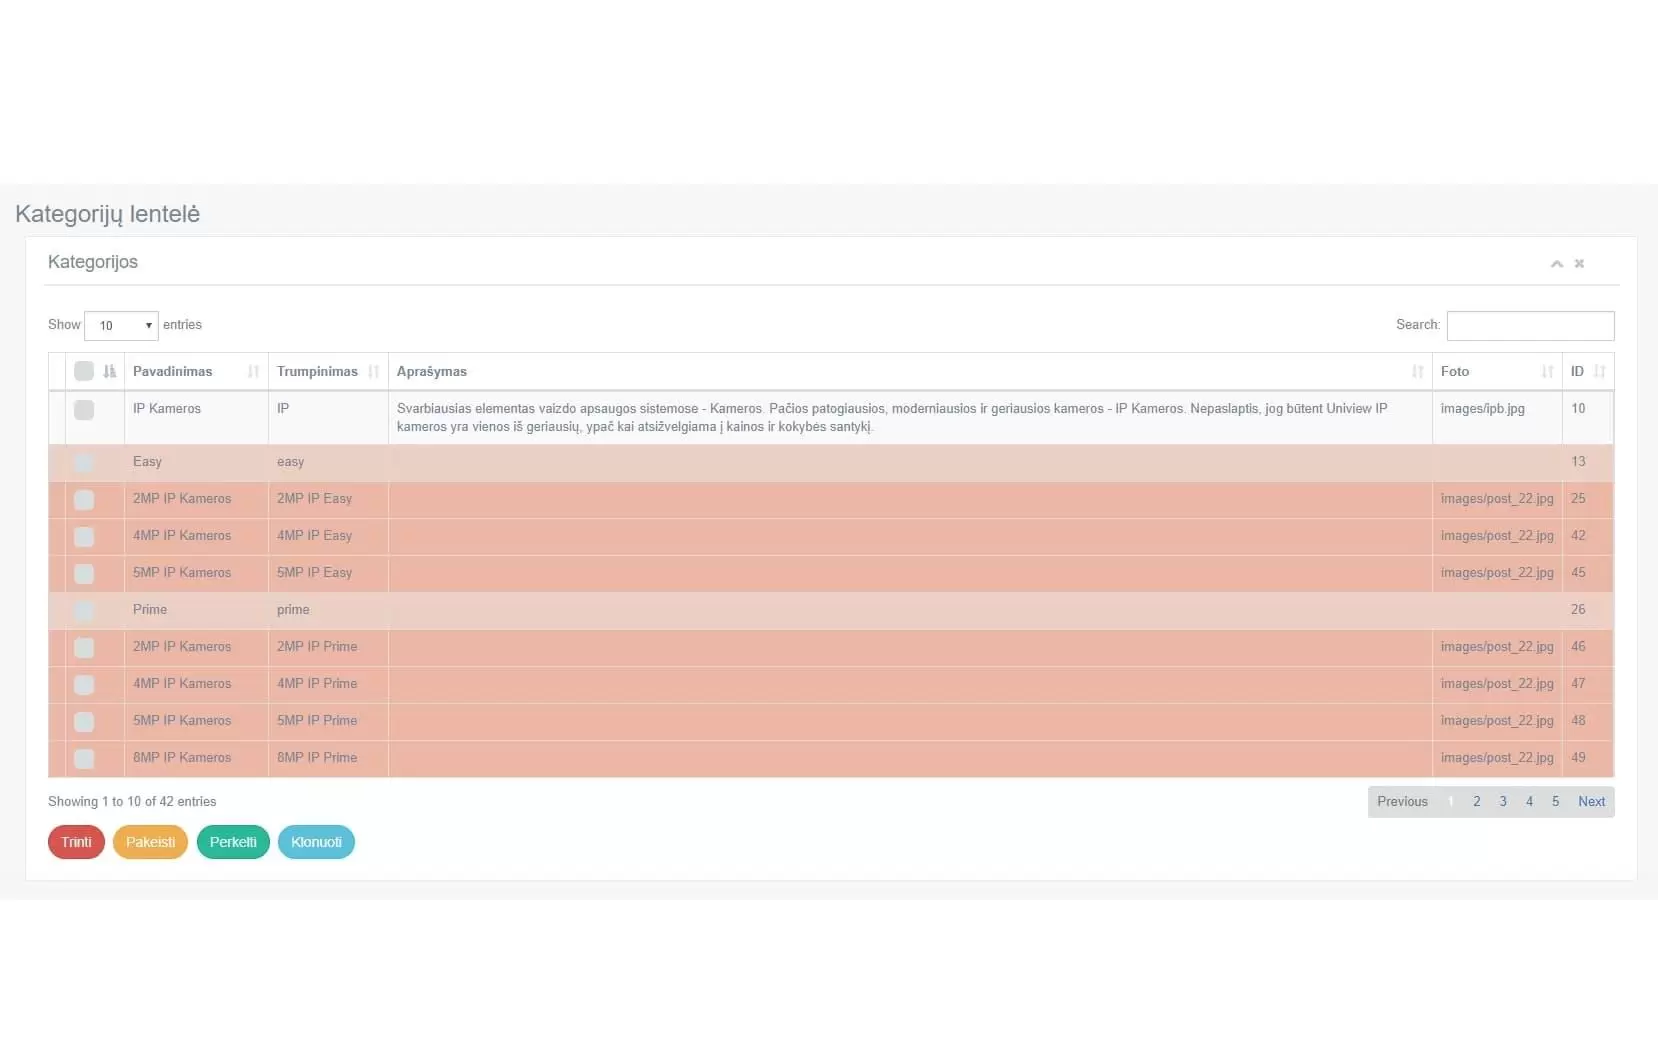 Kategorijų lentelė
Kategorijos
Show 10 entries Search:
Pavadinimas Trumpinimas Aprašymas Foto ID
IP Kameros IP Svarbiausias elementas vaizdo apsaugos sistemose - Kameros. Pačios patogiausios, moderniausios ir geriausios kameros - IP Kameros. Nepaslaptis, jog būtent Uniview IP images/ipb.jpg 10
kameros yra vienos iš geriausių, ypač kai atsižvelgiama į kainos ir kokybės santykį.
Easy easy 13
2MP IP Kameros 2MP IP Easy images/post_22.jpg 25
4MP IP Kameros 4MP IP Easy images/post_22.jpg 42
5MP IP Kameros 5MP IP Easy images/post_22.jpg 45
Prime prime 26
2MP IP Kameros 2MP IP Prime images/post_22.jpg 46
4MP IP Kameros 4MP IP Prime images/post_22.jpg 47
5MP IP Kameros 5MP IP Prime images/post_22.jpg 48
8MP IP Kameros 8MP IP Prime images/post_22.jpg 49
Showing 1 to 10 of 42 entries Previous 1 2 3 4 5 Next
Trinti Pakeisti Perkelti Klonuoti